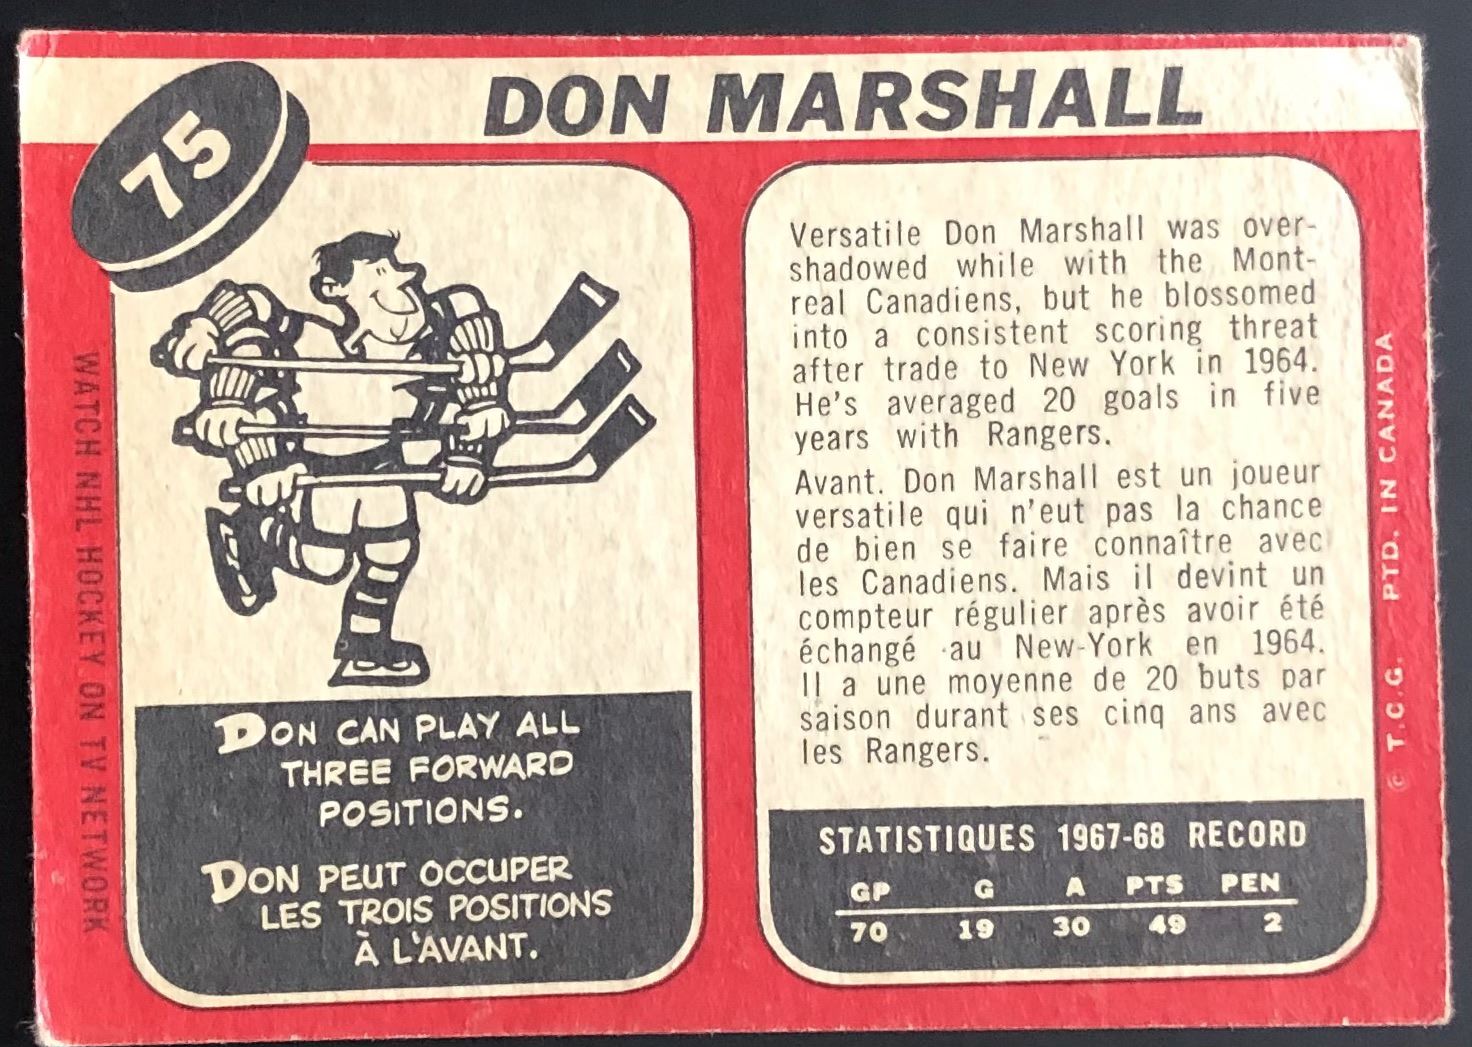 75
DON MARSHALL
WATCH NHL HOCKEY ON TV NETWORK
DON CAN PLAY ALL
THREE FORWARD
POSITIONS.
DON PEUT OCCUPER
LES TROIS POSITIONS
À L'AVANT.
Versatile Don Marshall was over-
shadowed while with the Mont-
real Canadiens, but he blossomed
into a consistent scoring threat
after trade to New York in 1964.
He's averaged 20 goals in five
years with Rangers.
Avant. Don Marshall est un joueur
versatile qui n'eut pas la chance
de bien se faire connaître avec
les Canadiens. Mais il devint un
compteur régulier après avoir été
échangé au New-York en 1964.
Il a une moyenne de 20 buts par
saison durant ses cinq ans avec
les Rangers.
STATISTIQUES 1967-68 RECORD
GP G A PTS PEN
70 19 30 49 2
© T.C.G. PTD. IN CANADA